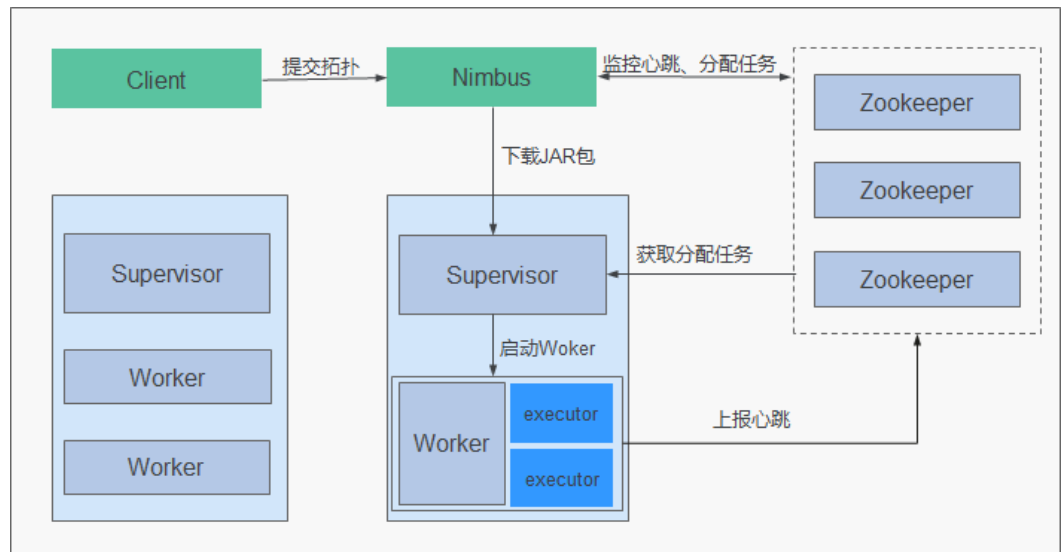 Client
提交拓扑
Nimbus
监控心跳、分配任务
Zookeeper
Zookeeper
Zookeeper
下载JAR包
Supervisor
Worker
Worker
Supervisor
获取分配任务
启动Woker
Worker
executor
executor
上报心跳